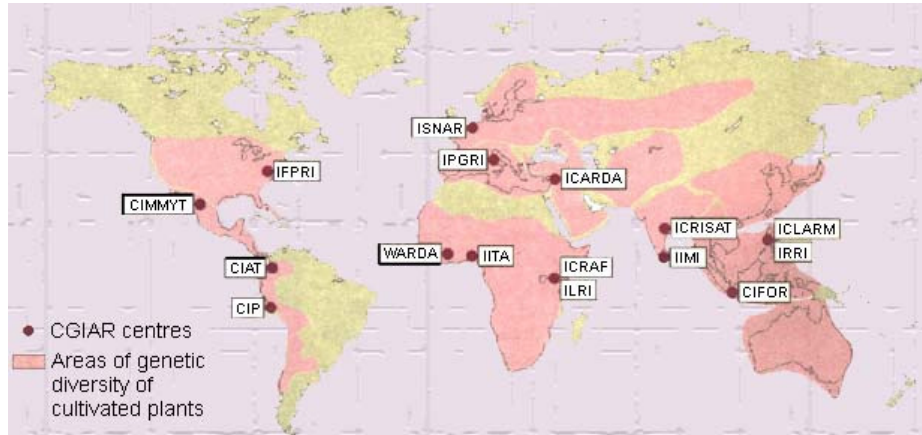 ISNAR
IPGRI
ICARDA
IFPRI
CIMMYT
ICRISAT
ICLARM
WARDA
IITA
IIMI
IRRI
CIAT
ICRAF
ILRI
CIFOR
CIP
CGIAR centres
Areas of genetic
diversity of
cultivated plants